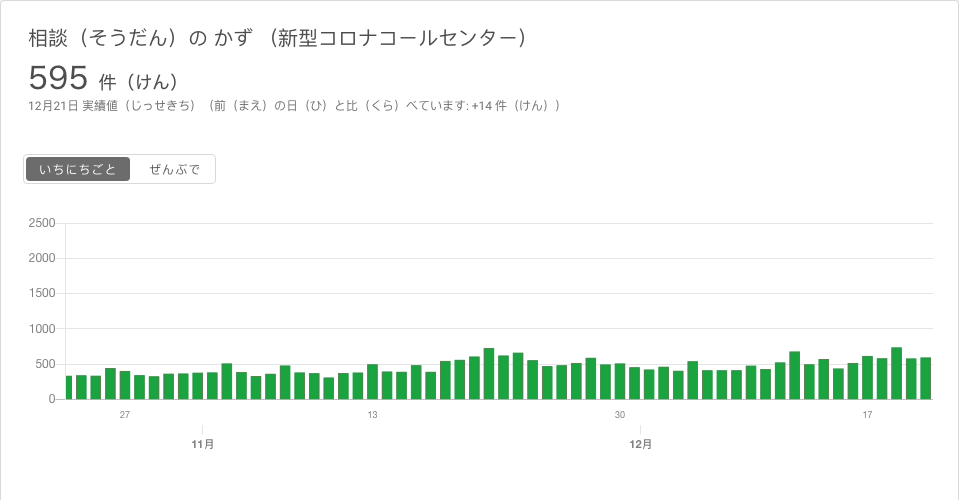 相談（そうだん）の かず （新型コロナコールセンター）
595 件（けん）
12月21日 実績値（じっせきち）（前（まえ）の日（ひ）と比（くら）べています: +14 件（けん））
いちにちごと ぜんぶで
2500
2000
1500
1000
500
0
27 13 30 17
11月 12月